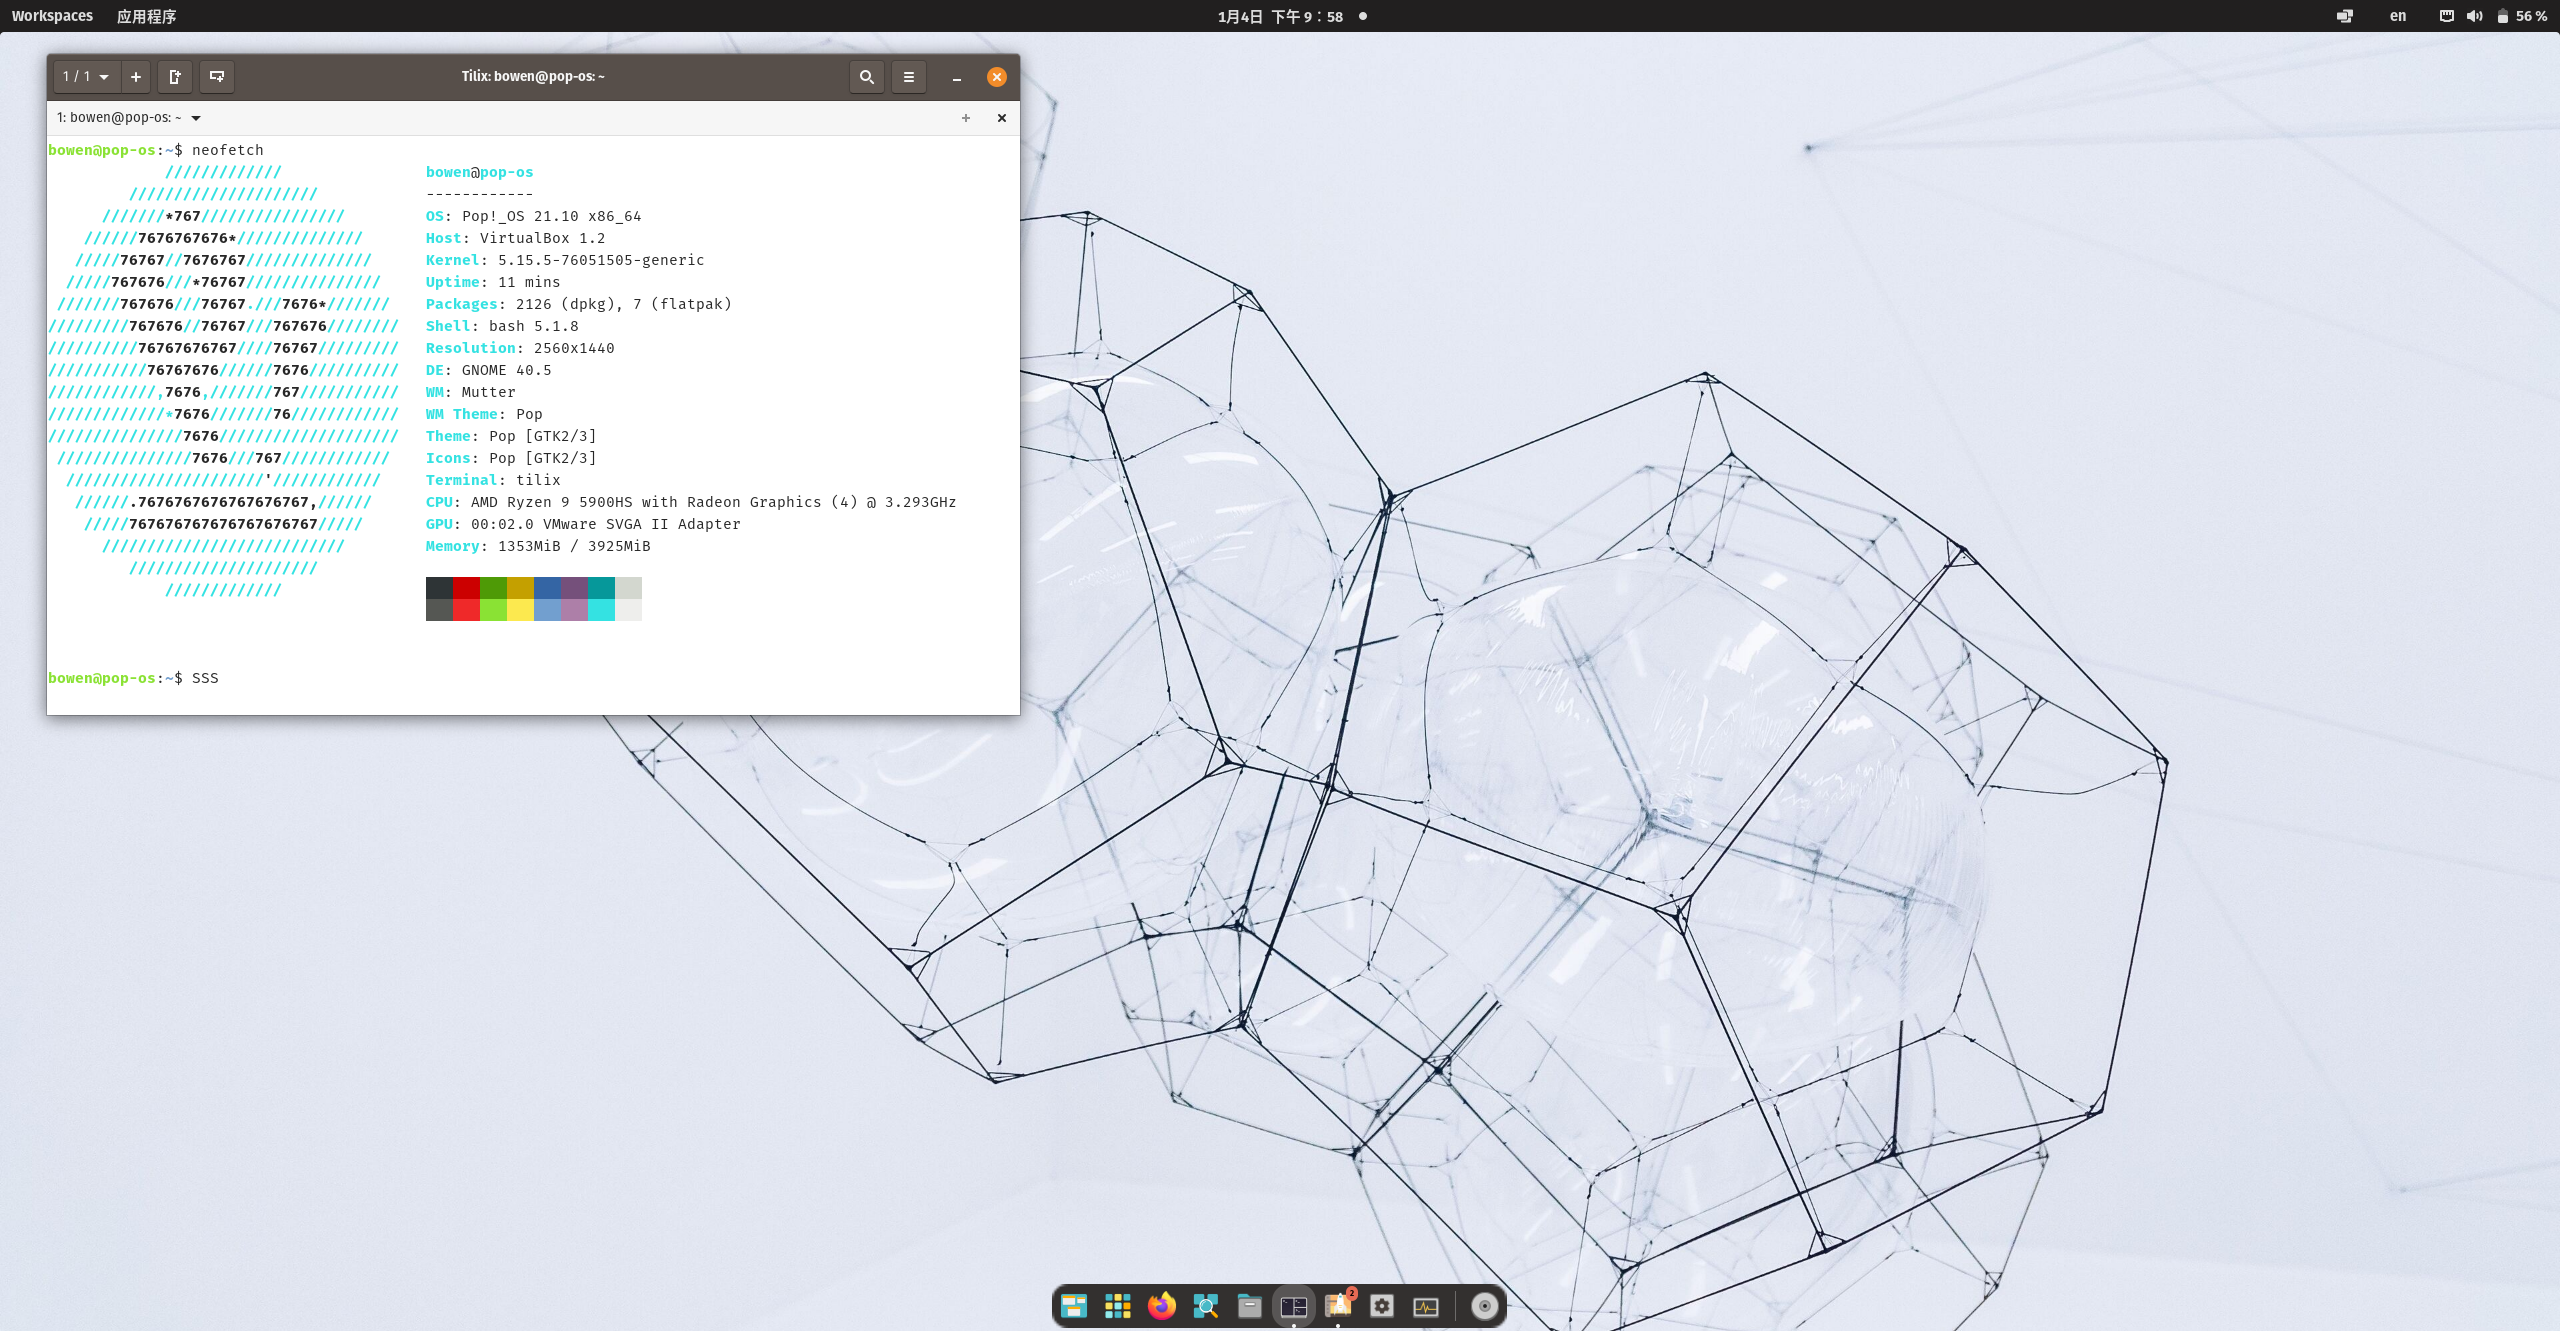 Workspaces 应用程序 1月4日 下午 9：58 en 56 %
1 / 1 Tilix: bowen@pop-os: ~
1: bowen@pop-os: ~
bowen@pop-os:~$ neofetch
///////////// bowen@pop-os
///////////////////// ------------
///////*767//////////////// OS: Pop!_OS 21.10 x86_64
//////7676767676*////////////// Host: VirtualBox 1.2
/////76767//7676767////////////// Kernel: 5.15.5-76051505-generic
/////767676///*76767/////////////// Uptime: 11 mins
///////767676///76767.///7676*/////// Packages: 2126 (dpkg), 7 (flatpak)
/////////767676//76767///767676//////// Shell: bash 5.1.8
//////////76767676767////76767///////// Resolution: 2560x1440
///////////76767676//////7676////////// DE: GNOME 40.5
////////////,7676,///////767/////////// WM: Mutter
/////////////*7676///////76//////////// WM Theme: Pop
///////////////7676//////////////////// Theme: Pop [GTK2/3]
///////////////7676///767//////////// Icons: Pop [GTK2/3]
//////////////////////'//////////// Terminal: tilix
//////.7676767676767676767,////// CPU: AMD Ryzen 9 5900HS with Radeon Graphics (4) @ 3.293GHz
/////767676767676767676767///// GPU: 00:02.0 VMware SVGA II Adapter
/////////////////////////// Memory: 1353MiB / 3925MiB
/////////////////////
/////////////
bowen@pop-os:~$ SSS
2